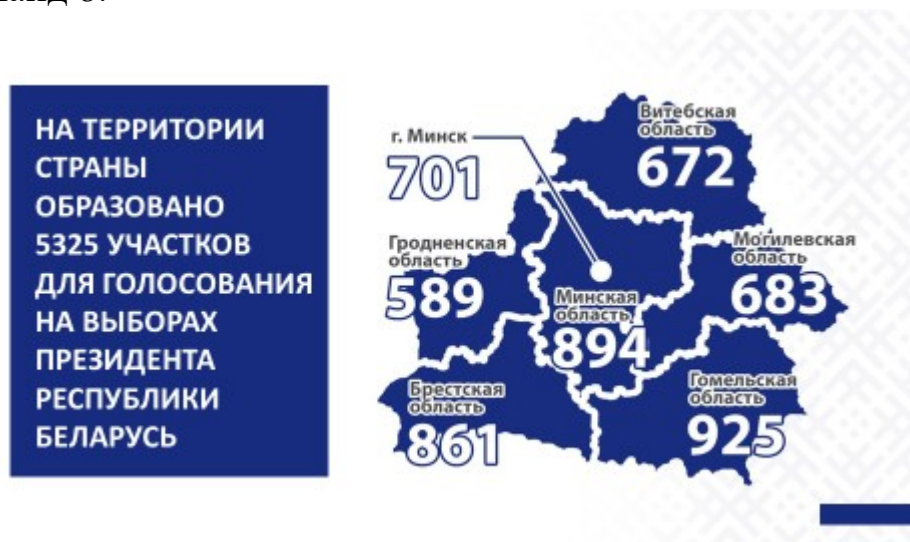 НА ТЕРРИТОРИИ
СТРАНЫ
ОБРАЗОВАНО
5325 УЧАСТКОВ
ДЛЯ ГОЛОСОВАНИЯ
НА ВЫБОРАХ
ПРЕЗИДЕНТА
РЕСПУБЛИКИ
БЕЛАРУСЬ
г. Минск
701
Витебская
область
672
Гродненская
область
589
Минская
область
894
Могилевская
область
683
Брестская
область
861
Гомельская
область
925